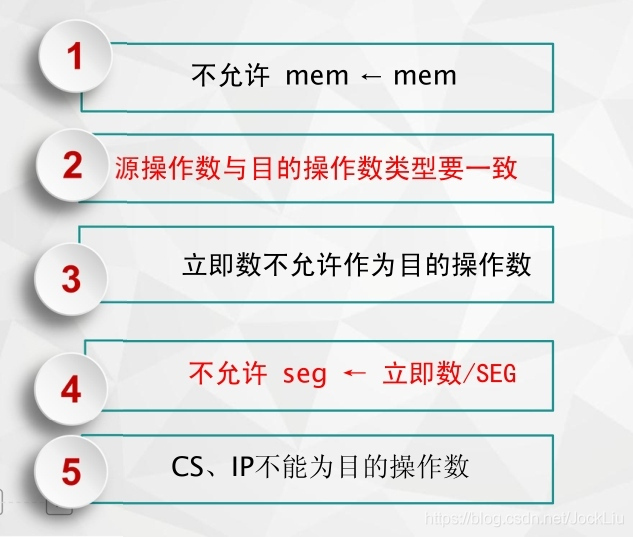 1
不允许 mem ← mem
2
源操作数与目的操作数类型要一致
3
立即数不允许作为目的操作数
4
不允许 seg ← 立即数/SEG
5
CS、IP不能为目的操作数
https://blog.csdn.net/JockLiu